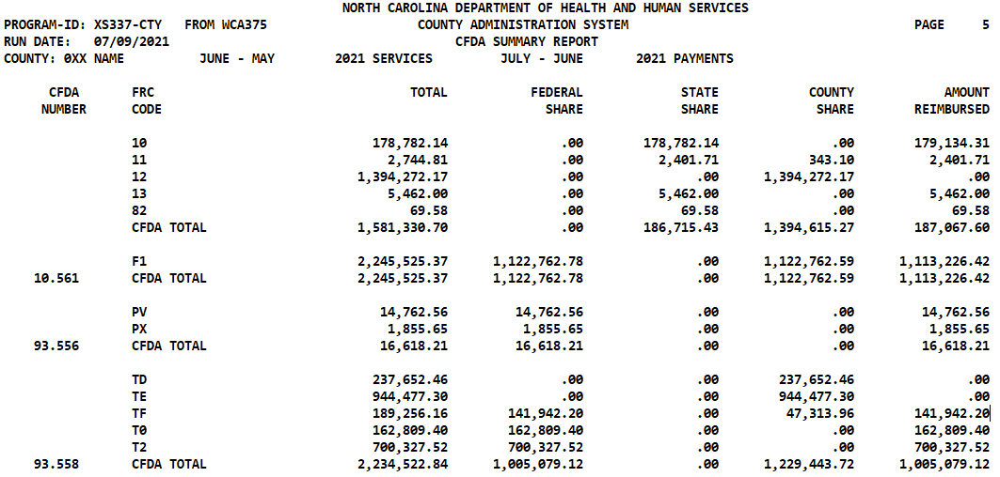 NORTH CAROLINA DEPARTMENT OF HEALTH AND HUMAN SERVICES
PROGRAM-ID: XS337-CTY FROM WCA375 COUNTY ADMINISTRATION SYSTEM PAGE 5
RUN DATE: 07/09/2021 CFDA SUMMARY REPORT
COUNTY: 0XX NAME JUNE - MAY 2021 SERVICES JULY - JUNE 2021 PAYMENTS
CFDA FRC TOTAL FEDERAL STATE COUNTY AMOUNT
NUMBER CODE SHARE SHARE SHARE REIMBURSED
10 178,782.14 .00 178,782.14 .00 179,134.31
11 2,744.81 .00 2,401.71 343.10 2,401.71
12 1,394,272.17 .00 .00 1,394,272.17 .00
13 5,462.00 .00 5,462.00 .00 5,462.00
82 69.58 .00 69.58 .00 69.58
CFDA TOTAL 1,581,330.70 .00 186,715.43 1,394,615.27 187,067.60
F1 2,245,525.37 1,122,762.78 .00 1,122,762.59 1,113,226.42
10.561 CFDA TOTAL 2,245,525.37 1,122,762.78 .00 1,122,762.59 1,113,226.42
PV 14,762.56 14,762.56 .00 .00 14,762.56
PX 1,855.65 1,855.65 .00 .00 1,855.65
93.556 CFDA TOTAL 16,618.21 16,618.21 .00 .00 16,618.21
TD 237,652.46 .00 .00 237,652.46 .00
TE 944,477.30 .00 .00 944,477.30 .00
TF 189,256.16 141,942.20 .00 47,313.96 141,942.20
T0 162,809.40 162,809.40 .00 .00 162,809.40
T2 700,327.52 700,327.52 .00 .00 700,327.52
93.558 CFDA TOTAL 2,234,522.84 1,005,079.12 .00 1,229,443.72 1,005,079.12